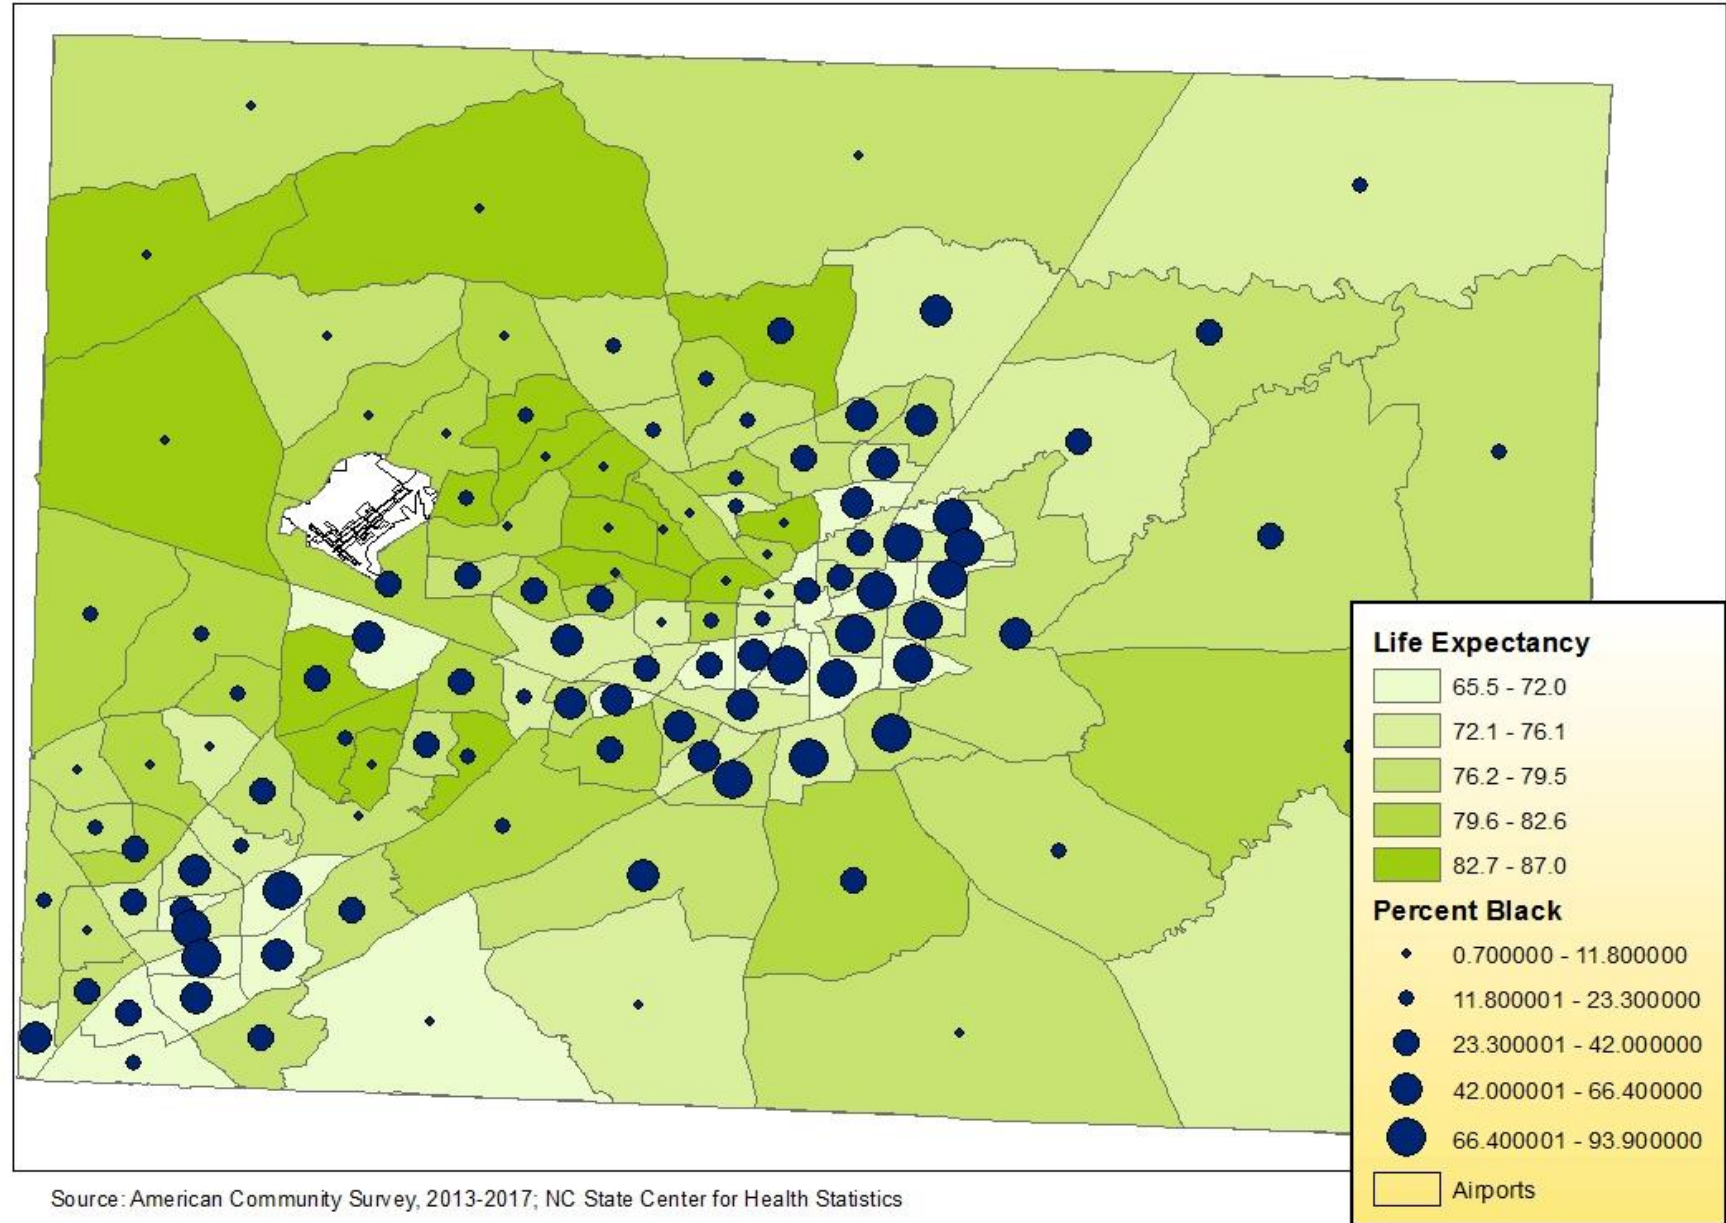 Life Expectancy
65.5 - 72.0
72.1 - 76.1
76.2 - 79.5
79.6 - 82.6
82.7 - 87.0
Percent Black
0.700000 - 11.800000
11.800001 - 23.300000
23.300001 - 42.000000
42.000001 - 66.400000
66.400001 - 93.900000
Airports
Source: American Community Survey, 2013-2017; NC State Center for Health Statistics